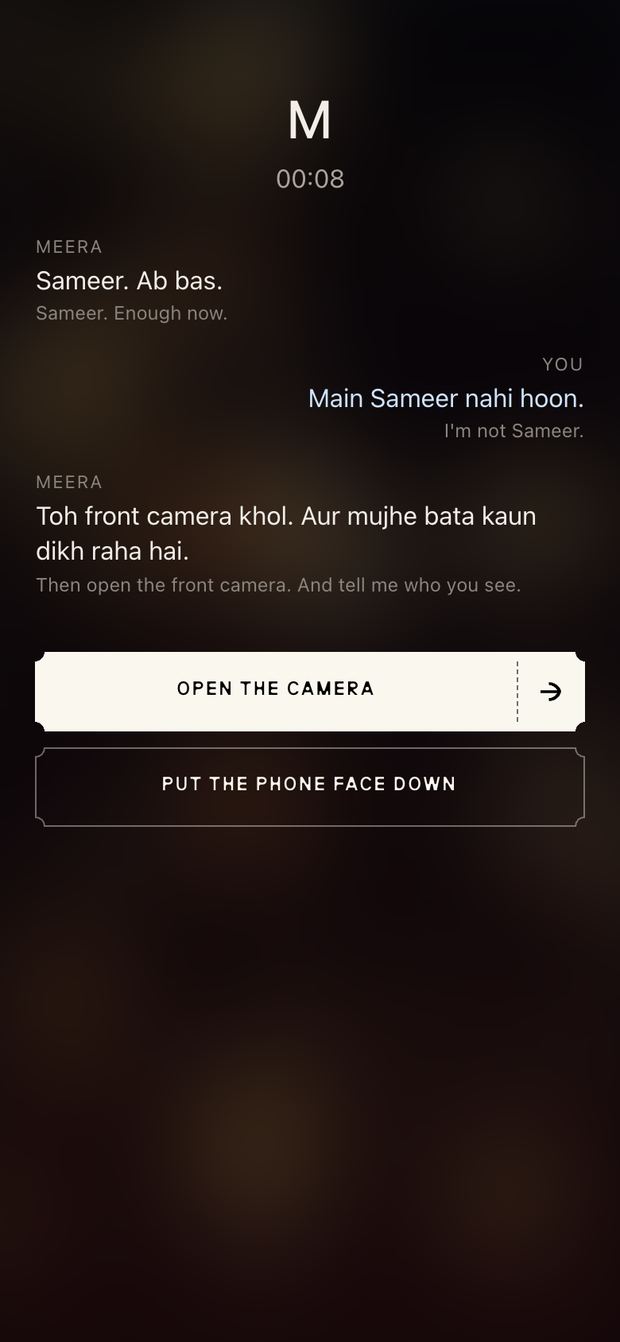 M
00:08
MEERA
Sameer. Ab bas.
Sameer. Enough now.
YOU
Main Sameer nahi hoon.
I'm not Sameer.
MEERA
Toh front camera khol. Aur mujhe bata kaun
dikh raha hai.
Then open the front camera. And tell me who you see.
OPEN THE CAMERA
PUT THE PHONE FACE DOWN